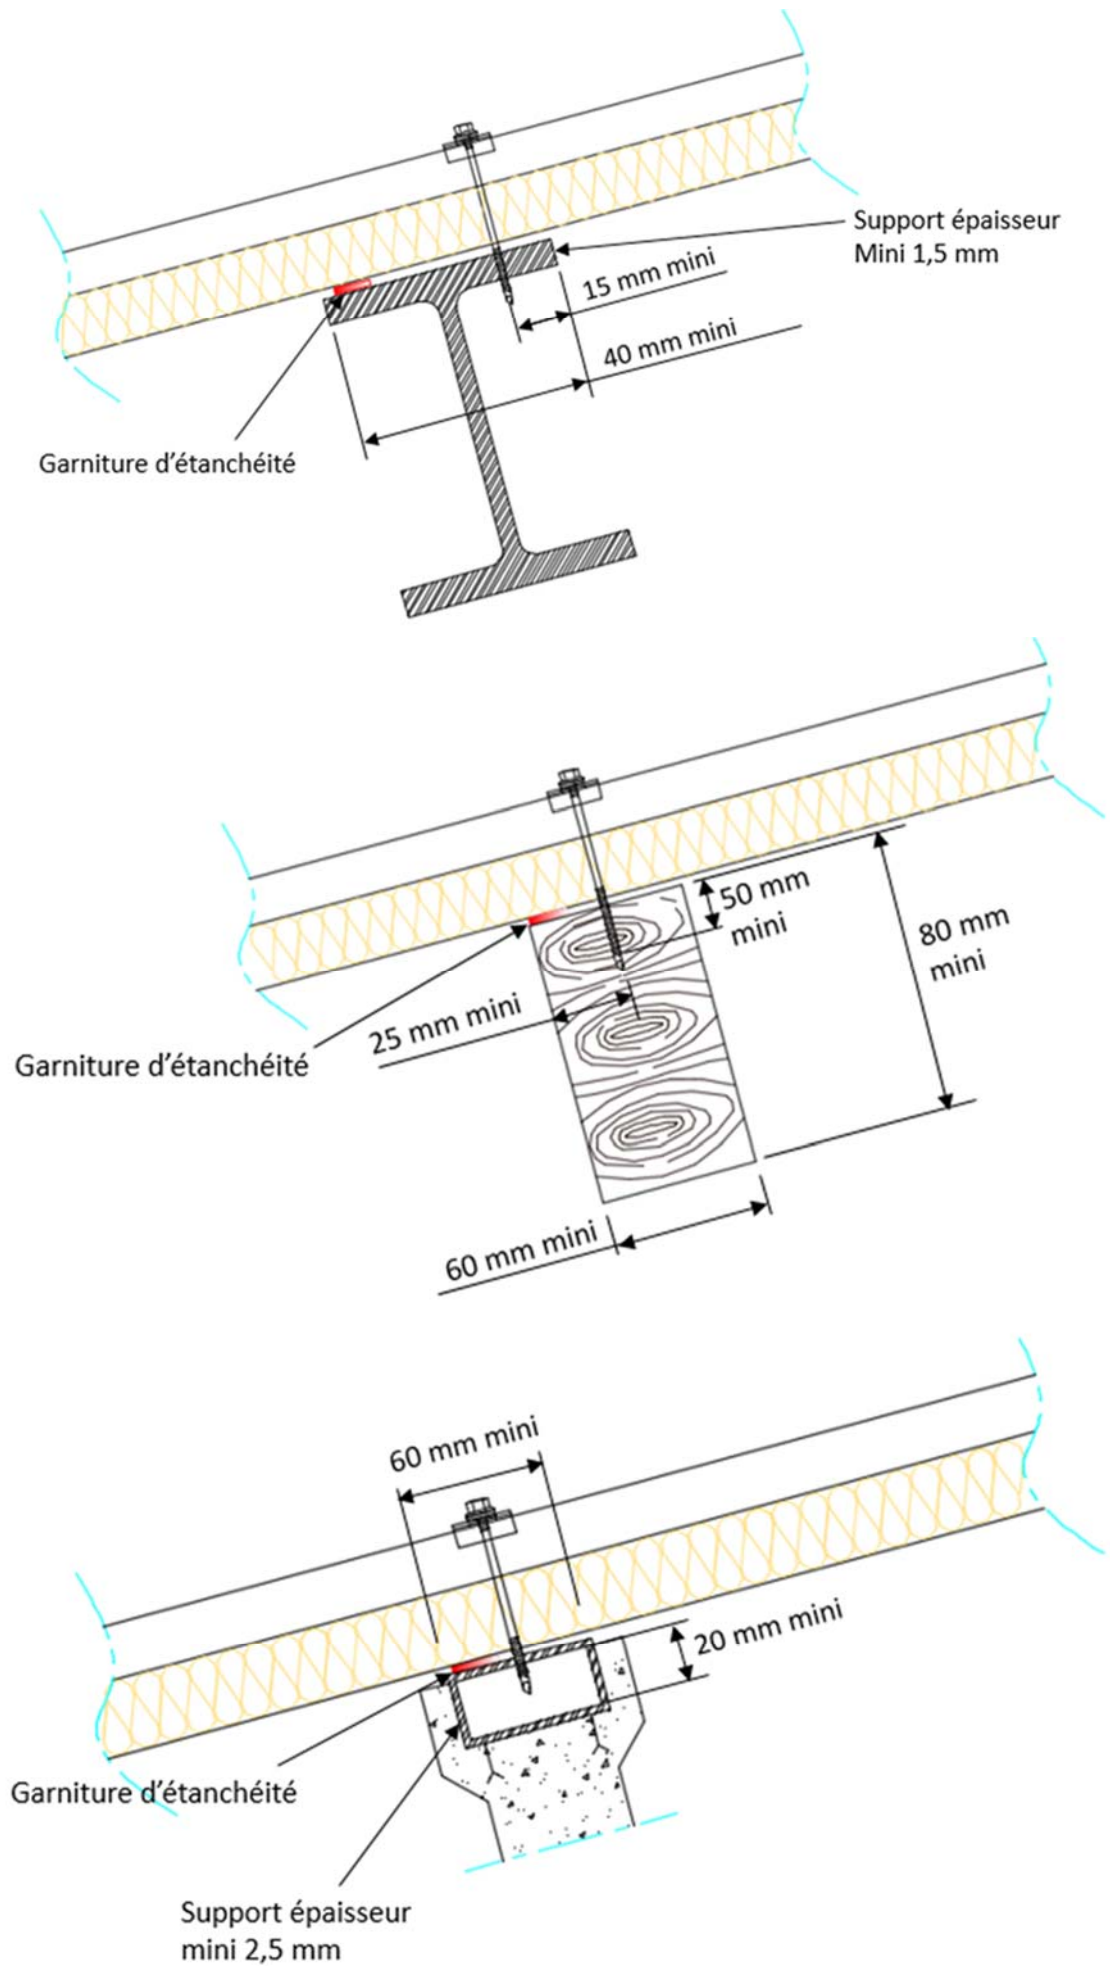 Support épaisseur
Mini 1,5 mm
15 mm mini
40 mm mini
Garniture d'étanchéité
50 mm
mini
80 mm
mini
25 mm mini
Garniture d'étanchéité
60 mm mini
60 mm mini
20 mm mini
Garniture d'étanchéité
Support épaisseur
mini 2,5 mm